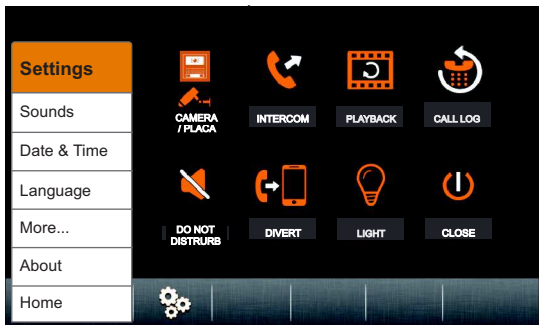 Settings
Sounds
Date & Time
Language
More...
About
Home
CAMERA
/ PLACA
INTERCOM
PLAYBACK
CALL LOG
DO NOT
DISTRURB
DIVERT
LIGHT
CLOSE